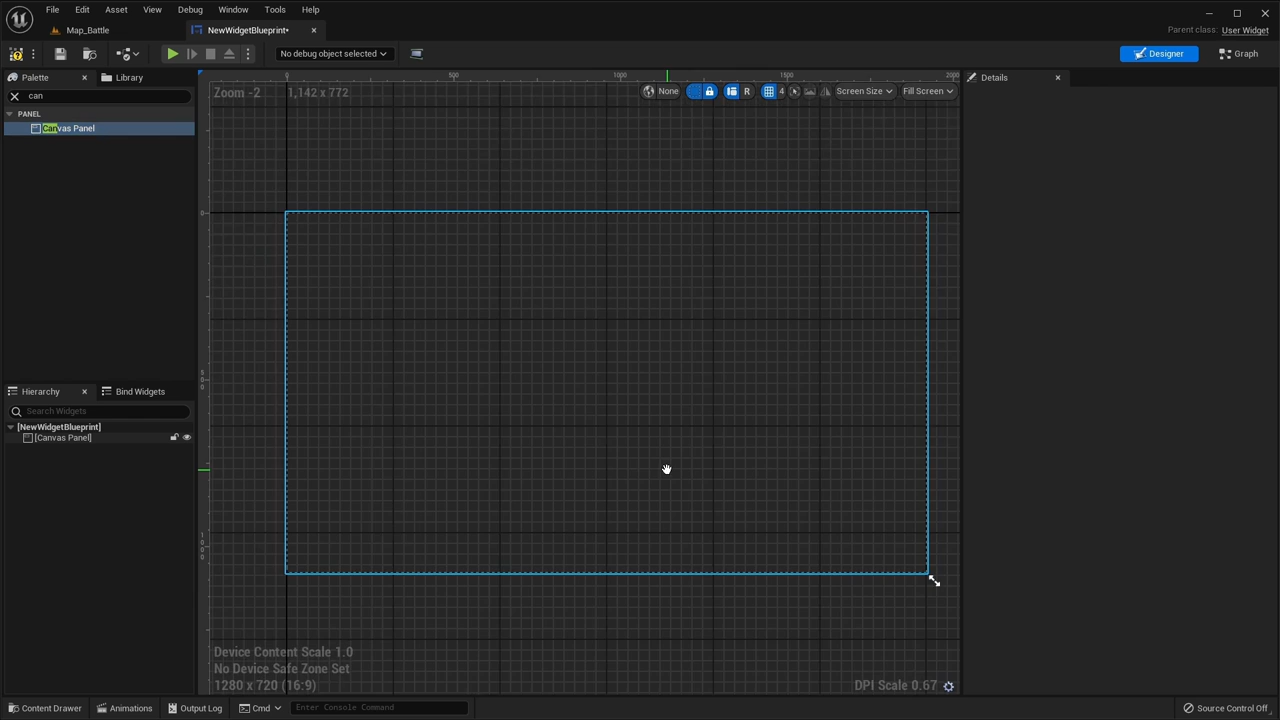 File Edit Asset View Debug Window Tools Help
Map_Battle NewWidgetBlueprint•
Parent class: User Widget
No debug object selected
Designer Graph
Palette Library
Details
can
PANEL
Canvas Panel
0 500 1000 1500 2000
Zoom -2 1,142 x 772
None R 4 Screen Size Fill Screen
0
500
1000
Hierarchy Bind Widgets
Search Widgets
[NewWidgetBlueprint]
[Canvas Panel]
Device Content Scale 1.0
No Device Safe Zone Set
1280 x 720 (16:9)
DPI Scale 0.67
Content Drawer Animations Output Log Cmd Enter Console Command Source Control Off